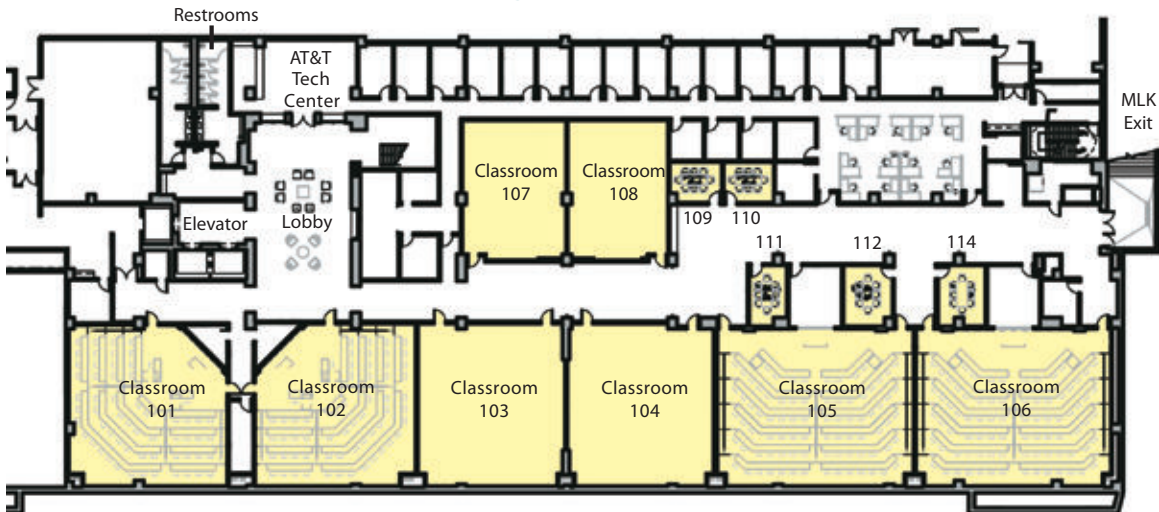 Restrooms
AT&T
Tech
Center
MLK
Exit
Classroom
107
Classroom
108
109
110
Elevator
Lobby
111
112
114
Classroom
101
Classroom
102
Classroom
103
Classroom
104
Classroom
105
Classroom
106